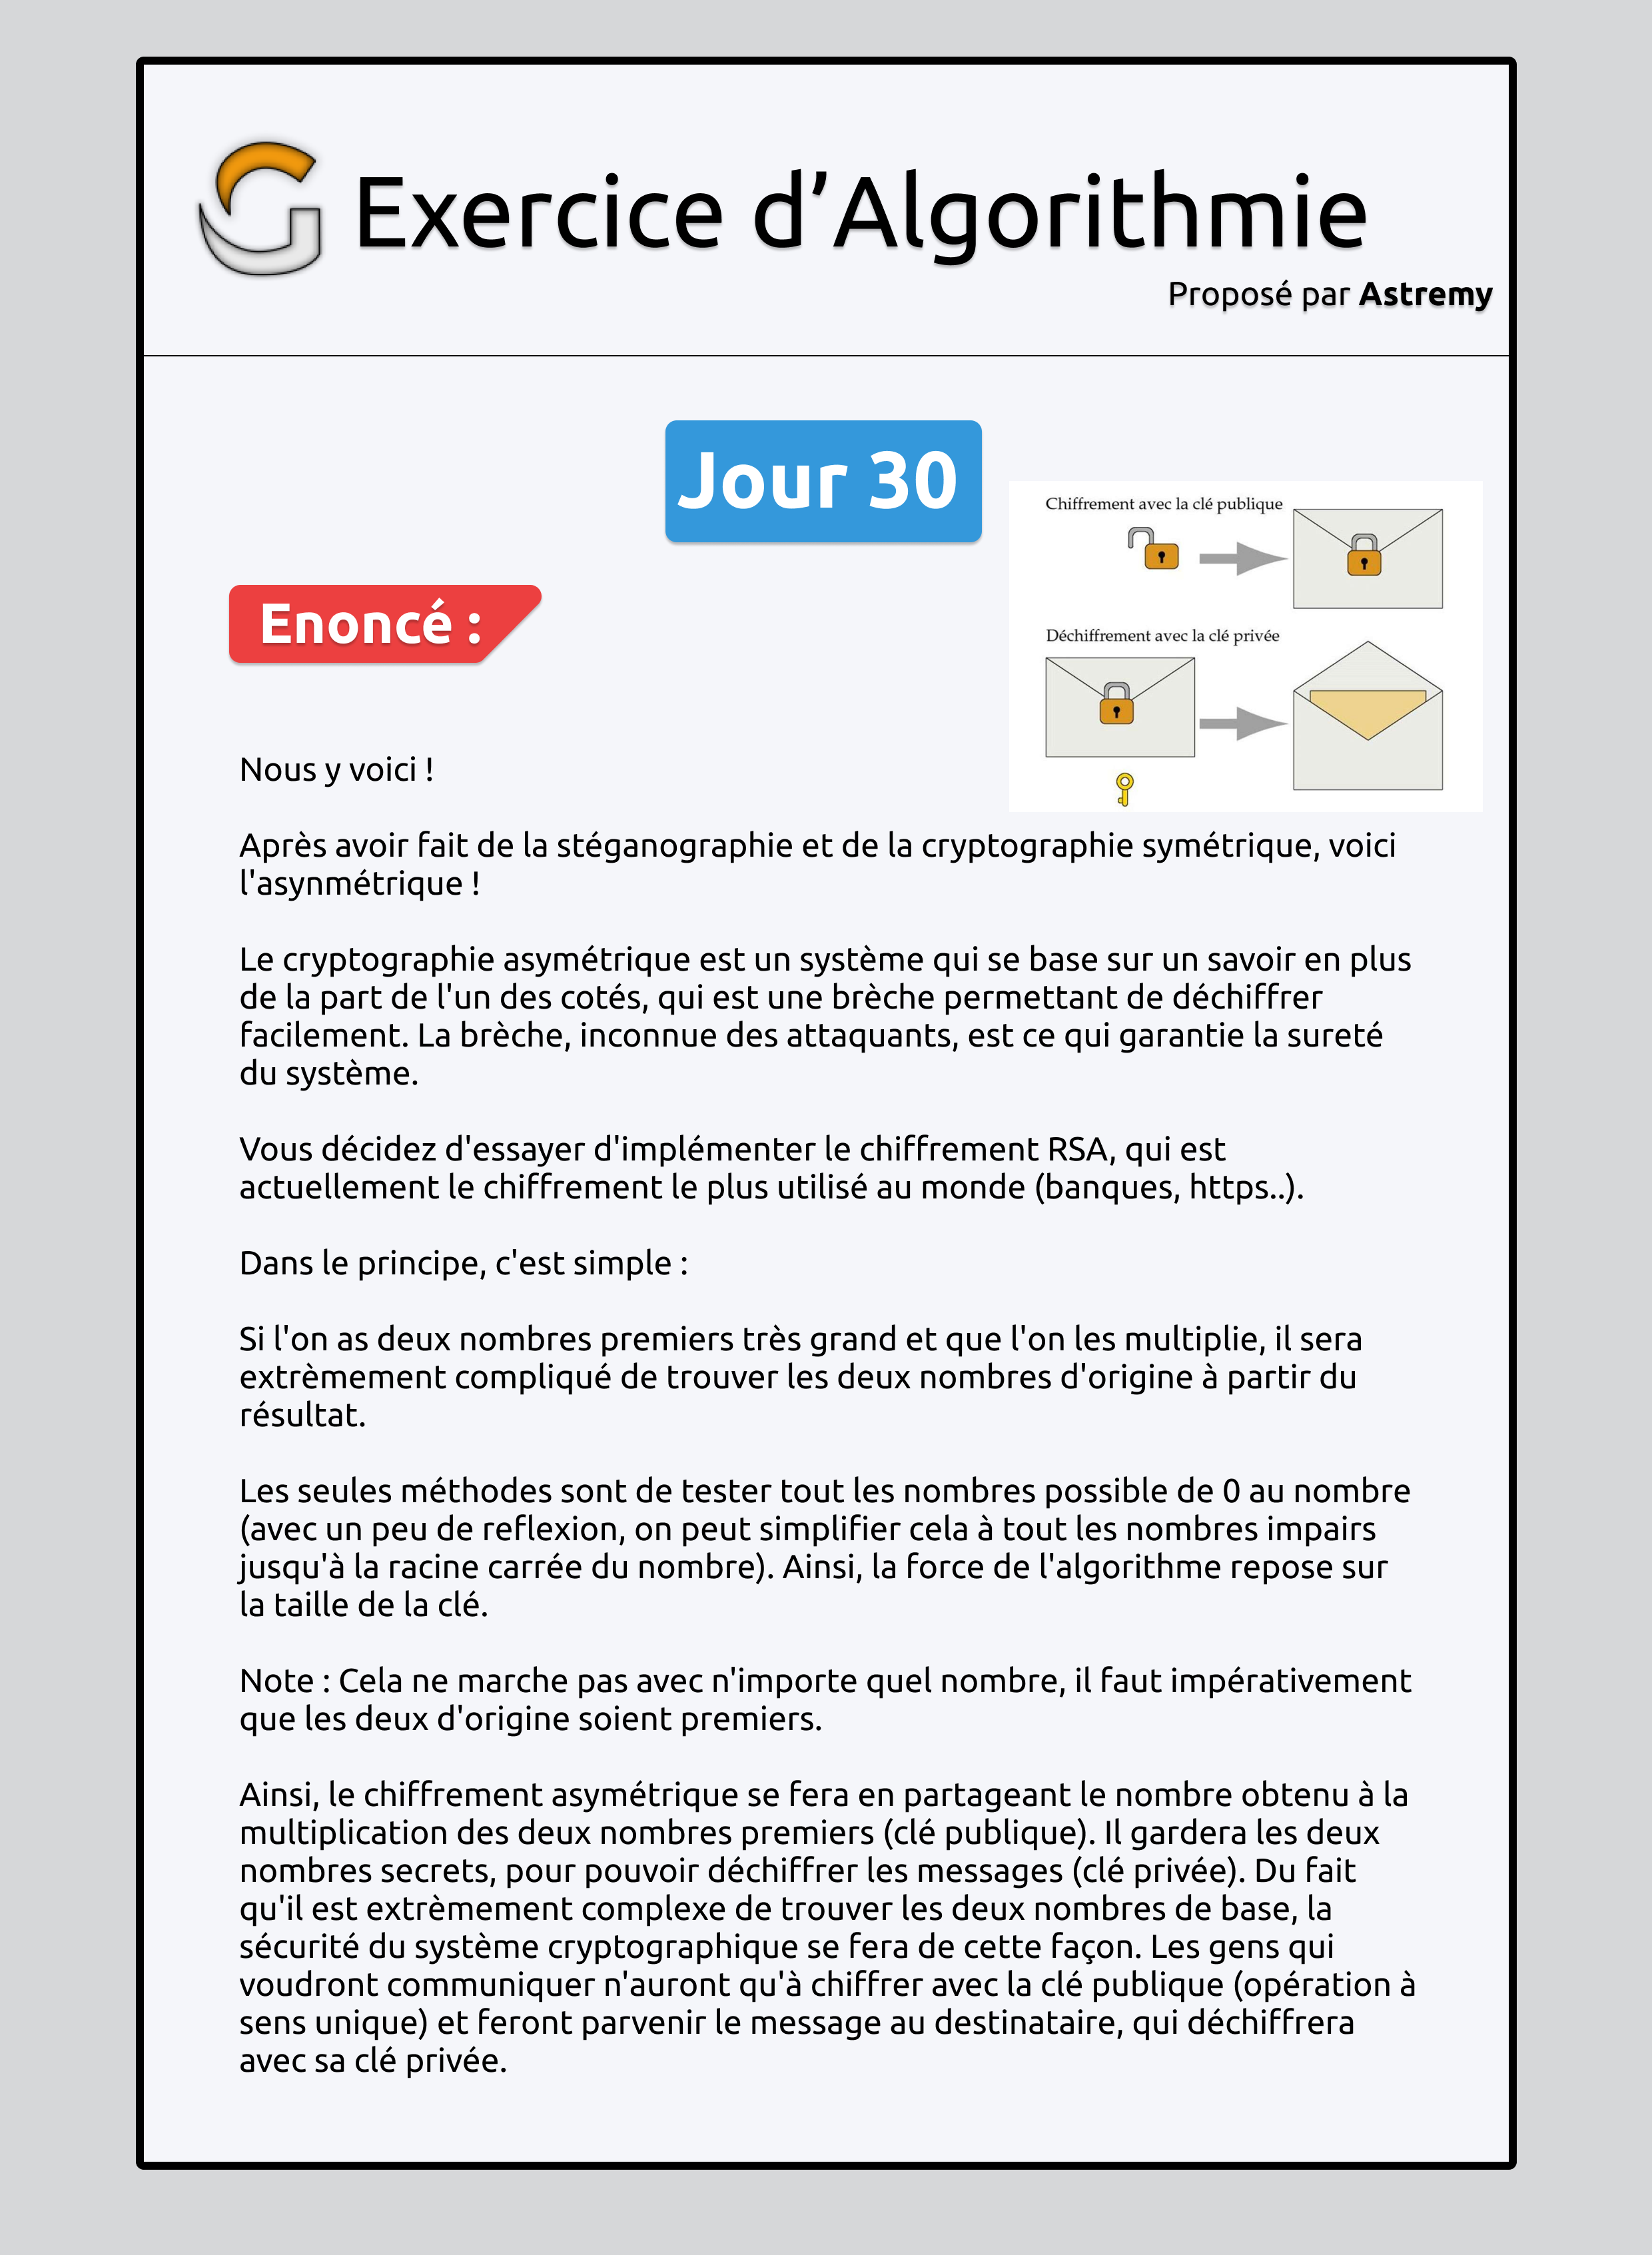 Exercice d’Algorithmie
Proposé par Astremy
Jour 30
Chiffrement avec la clé publique
Déchiffrement avec la clé privée
Enoncé :
Nous y voici !
Après avoir fait de la stéganographie et de la cryptographie symétrique, voici
l'asynmétrique !
Le cryptographie asymétrique est un système qui se base sur un savoir en plus
de la part de l'un des cotés, qui est une brèche permettant de déchiffrer
facilement. La brèche, inconnue des attaquants, est ce qui garantie la sureté
du système.
Vous décidez d'essayer d'implémenter le chiffrement RSA, qui est
actuellement le chiffrement le plus utilisé au monde (banques, https..).
Dans le principe, c'est simple :
Si l'on as deux nombres premiers très grand et que l'on les multiplie, il sera
extrèmement compliqué de trouver les deux nombres d'origine à partir du
résultat.
Les seules méthodes sont de tester tout les nombres possible de 0 au nombre
(avec un peu de reflexion, on peut simplifier cela à tout les nombres impairs
jusqu'à la racine carrée du nombre). Ainsi, la force de l'algorithme repose sur
la taille de la clé.
Note : Cela ne marche pas avec n'importe quel nombre, il faut impérativement
que les deux d'origine soient premiers.
Ainsi, le chiffrement asymétrique se fera en partageant le nombre obtenu à la
multiplication des deux nombres premiers (clé publique). Il gardera les deux
nombres secrets, pour pouvoir déchiffrer les messages (clé privée). Du fait
qu'il est extrèmement complexe de trouver les deux nombres de base, la
sécurité du système cryptographique se fera de cette façon. Les gens qui
voudront communiquer n'auront qu'à chiffrer avec la clé publique (opération à
sens unique) et feront parvenir le message au destinataire, qui déchiffrera
avec sa clé privée.